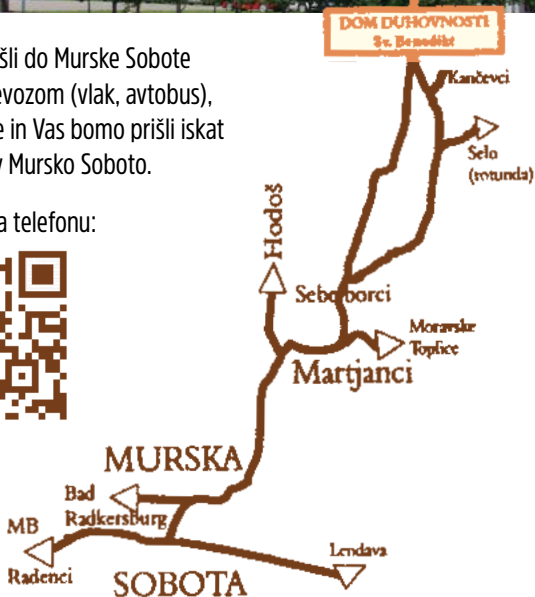 DOM DUHOVNOSTI
Sv. Benedikt
šli do Murske Sobote
evozom (vlak, avtobus),
e in Vas bomo prišli iskat
v Mursko Soboto.
a telefonu:
Kančevci
Selo
(rotunda)
Hodoš
Seboborci
Moravske
Toplice
Martjanci
MURSKA
Bad
Radkersburg
MB
Radenci
SOBOTA
Lendava